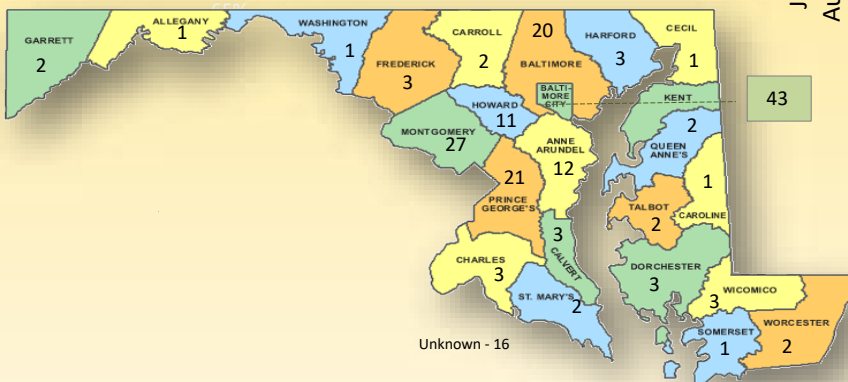 GARRETT
2
ALLEGANY
1
WASHINGTON
1
FREDERICK
3
CARROLL
2
20
BALTIMORE
HARFORD
3
CECIL
1
BALTI-
MORE
CITY
43
KENT
HOWARD
11
MONTGOMERY
27
ANNE
ARUNDEL
12
2
QUEEN
ANNE'S
21
PRINCE
GEORGE'S
1
CAROLINE
TALBOT
2
3
CALVERT
CHARLES
3
ST. MARY'S
2
DORCHESTER
3
WICOMICO
3
SOMERSET
1
WORCESTER
2
Unknown - 16